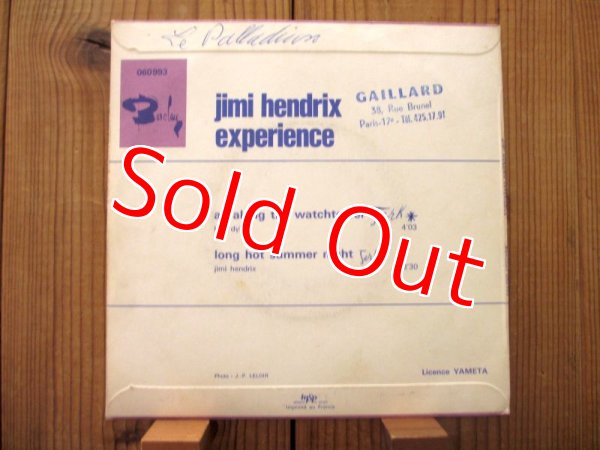 Le Palladium
060993
Barclay
jimi hendrix
experience
GAILLARD
38, Rue Brunel
Paris-17e - Tél. 425.17.91
Sold Out
4'03
long hot summer night
jimi hendrix
Photo - J.-P. LELOIR
Licence YAMETA
Imprimé en France